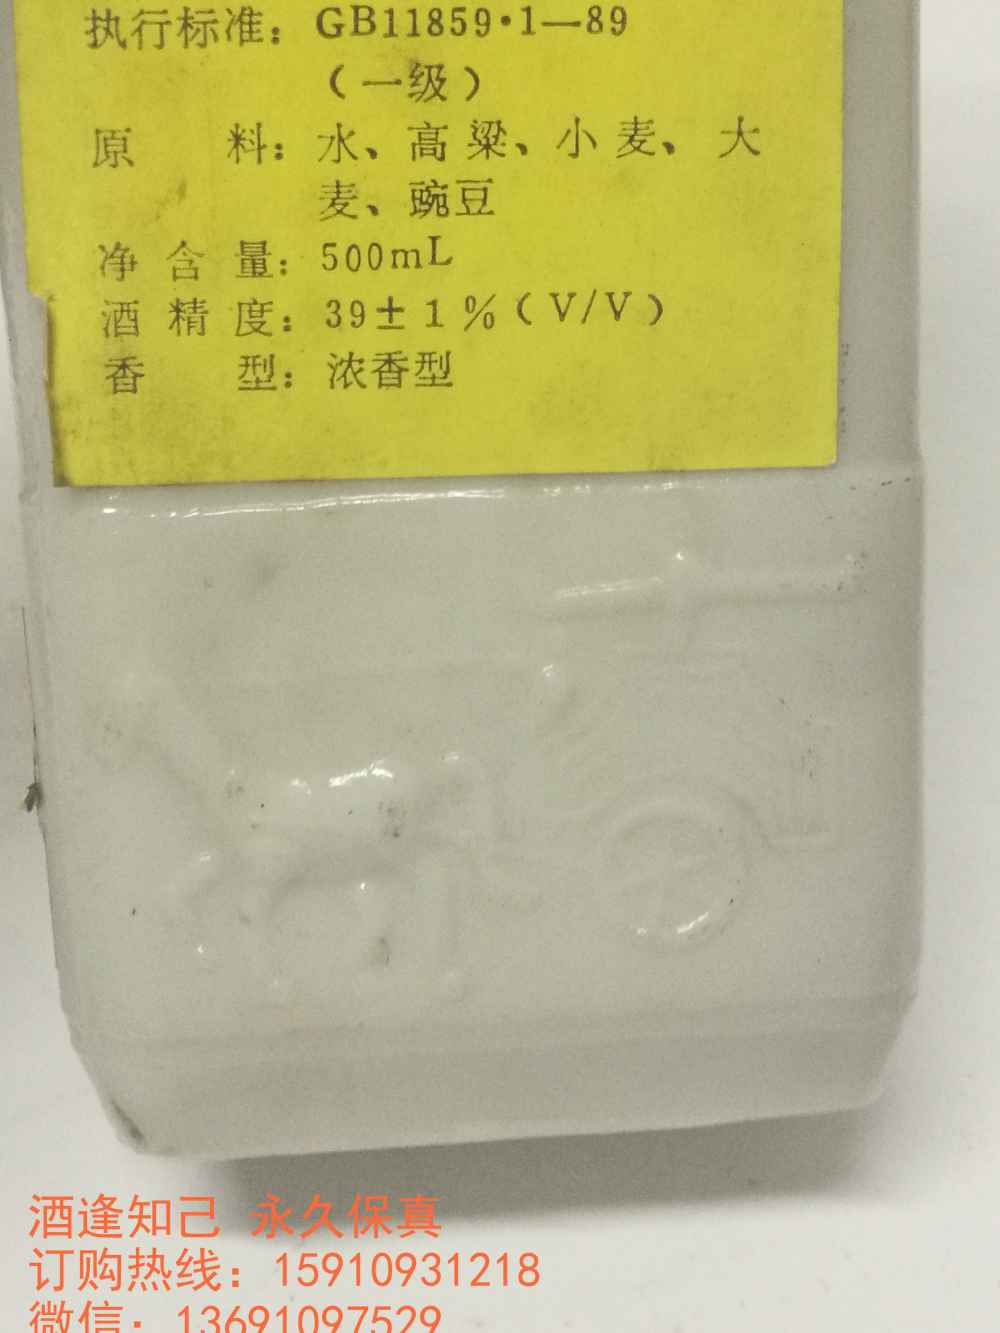 执行标准：GB11859·1—89
（一级）
原 料：水、高粱、小麦、大
麦、豌豆
净含量：500mL
酒精度：39±1%（V/V）
香 型：浓香型
酒逢知己 永久保真
订购热线：15910931218
微信：13691097529